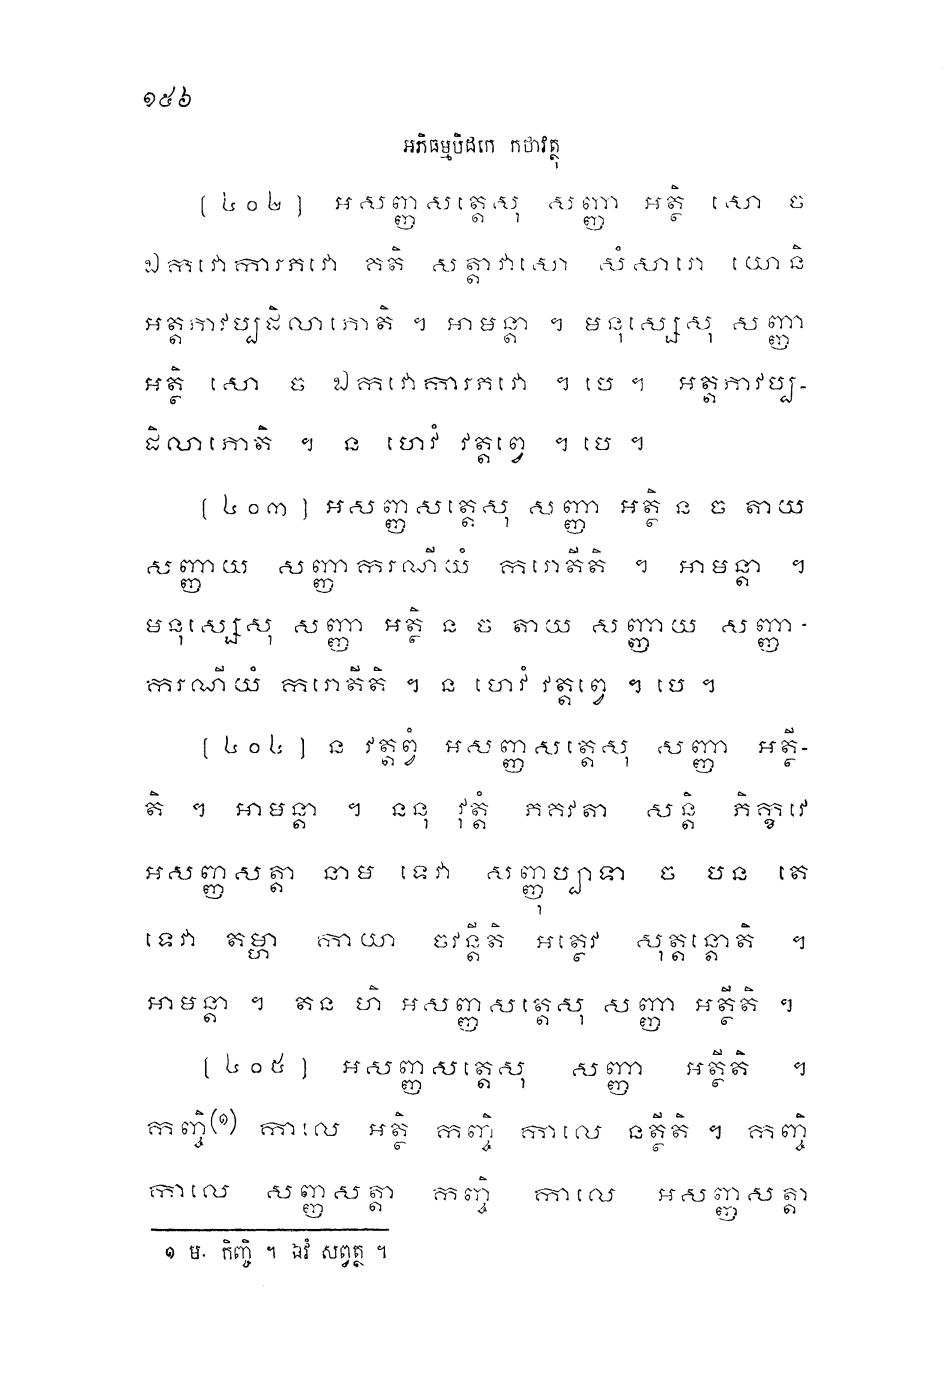 ១៥៦
អភិធម្មបិដកេ កថាវត្ថុ
(៤០២) អសញ្ញសត្តេសុ សញ្ញា អត្ថិ សោ ច
ឯកវោការភវោ គតិ សត្តាវាសោ សំសារោ យោនិ
អត្តភាវប្បដិលាភោតិ ។ អាមន្តា ។ មនុស្សេសុ សញ្ញា
អត្ថិ សោ ច ឯកវោការភវោ ។ បេ ។ អត្តភាវប្ប-
ដិលាភោតិ ។ ន ហេវំ វត្តព្វេ ។ បេ ។
(៤០៣) អសញ្ញសត្តេសុ សញ្ញា អត្ថិ ន ច តាយ
សញ្ញាយ សញ្ញាករណីយំ ករោតីតិ ។ អាមន្តា ។
មនុស្សេសុ សញ្ញា អត្ថិ ន ច តាយ សញ្ញាយ សញ្ញា-
ករណីយំ ករោតីតិ ។ ន ហេវំ វត្តព្វេ ។ បេ ។
(៤០៤) ន វត្តព្វំ អសញ្ញសត្តេសុ សញ្ញា អត្ថី-
តិ ។ អាមន្តា ។ ននុ វុត្តំ ភគវតា សន្តិ ភិក្ខវេ
អសញ្ញសត្តា នាម ទេវា សញ្ញុប្បាទា ច បន តេ
ទេវា តម្ហា កាយា ចវន្តីតិ អត្ថេវ សុត្តន្តោតិ ។
អាមន្តា ។ តេន ហិ អសញ្ញសត្តេសុ សញ្ញា អត្ថីតិ ។
(៤០៥) អសញ្ញសត្តេសុ សញ្ញា អត្ថីតិ ។
កញ្ចិ(១) កាលេ អត្ថិ កញ្ចិ កាលេ នត្ថីតិ ។ កញ្ចិ
កាលេ សញ្ញសត្តា កញ្ចិ កាលេ អសញ្ញសត្តា
១ ម. កិញ្ចិ ។ ឯវំ សព្វត្ថ ។